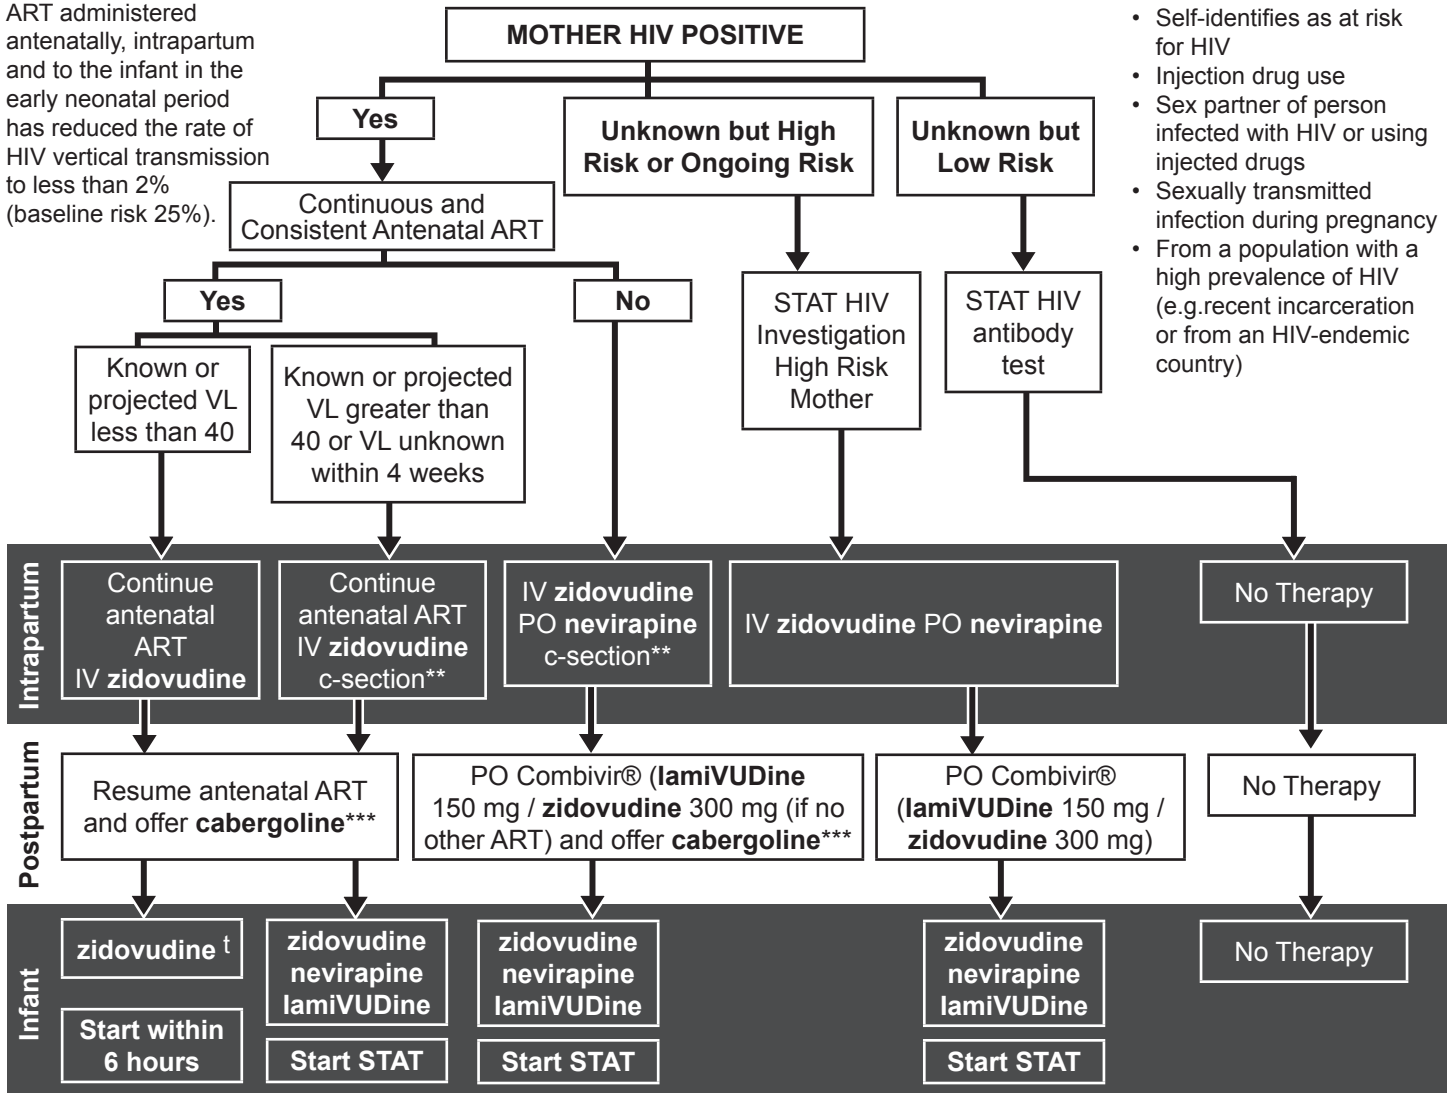 ART administered
antenatally, intrapartum
and to the infant in the
early neonatal period
has reduced the rate of
HIV vertical transmission
to less than 2%
(baseline risk 25%).
MOTHER HIV POSITIVE
• Self-identifies as at risk
for HIV
• Injection drug use
• Sex partner of person
infected with HIV or using
injected drugs
• Sexually transmitted
infection during pregnancy
• From a population with a
high prevalence of HIV
(e.g.recent incarceration
or from an HIV-endemic
country)
Yes
Unknown but High
Risk or Ongoing Risk
Unknown but
Low Risk
Continuous and
Consistent Antenatal ART
Yes
No
STAT HIV
Investigation
High Risk
Mother
STAT HIV
antibody
test
Known or
projected VL
less than 40
Known or projected
VL greater than
40 or VL unknown
within 4 weeks
Intrapartum
Continue
antenatal
ART
IV zidovudine
Continue
antenatal ART
IV zidovudine
c-section**
IV zidovudine
PO nevirapine
c-section**
IV zidovudine PO nevirapine
No Therapy
Postpartum
Resume antenatal ART
and offer cabergoline***
PO Combivir® (lamiVUDine
150 mg / zidovudine 300 mg (if no
other ART) and offer cabergoline***
PO Combivir®
(lamiVUDine 150 mg /
zidovudine 300 mg)
No Therapy
Infant
zidovudine t
Start within
6 hours
zidovudine
nevirapine
lamiVUDine
Start STAT
zidovudine
nevirapine
lamiVUDine
Start STAT
zidovudine
nevirapine
lamiVUDine
Start STAT
No Therapy